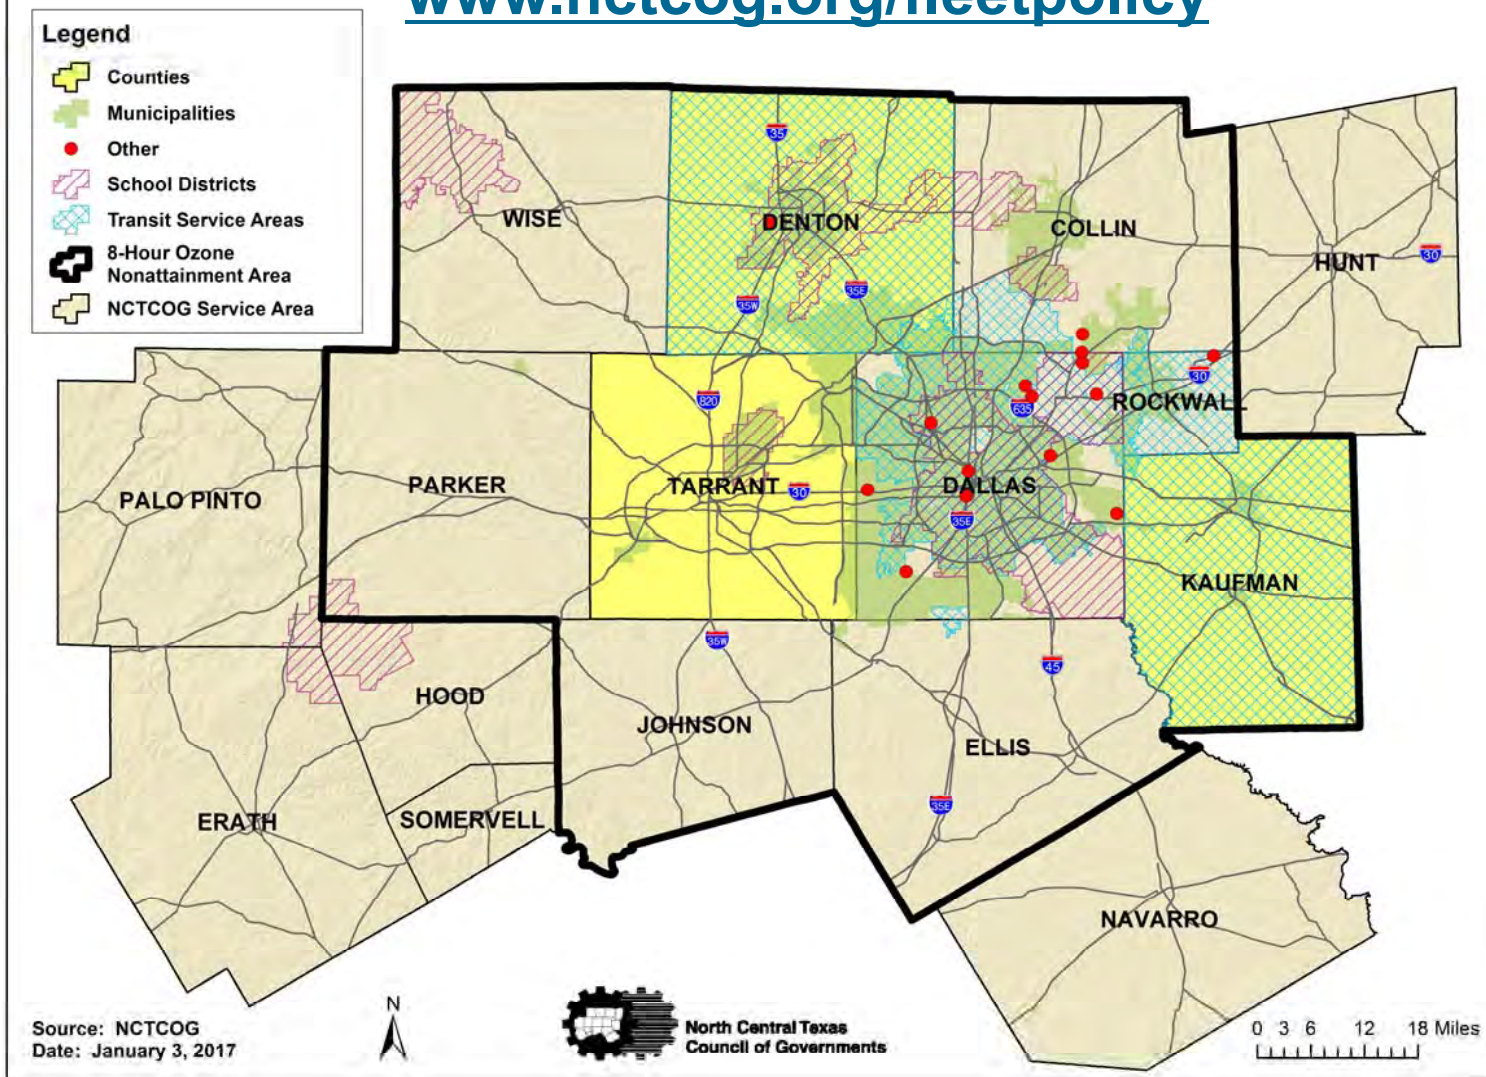 www.nctcog.org/fleetpolicy
Legend
Counties
Municipalities
Other
School Districts
Transit Service Areas
8-Hour Ozone
Nonattainment Area
NCTCOG Service Area
35
WISE
DENTON
COLLIN
HUNT
30
35W
35E
30
820
635
ROCKWALL
PALO PINTO
PARKER
TARRANT
30
DALLAS
35E
KAUFMAN
35W
45
HOOD
JOHNSON
ELLIS
35E
ERATH
SOMERVELL
NAVARRO
Source: NCTCOG
Date: January 3, 2017
N
North Central Texas
Council of Governments
0 3 6 12 18 Miles